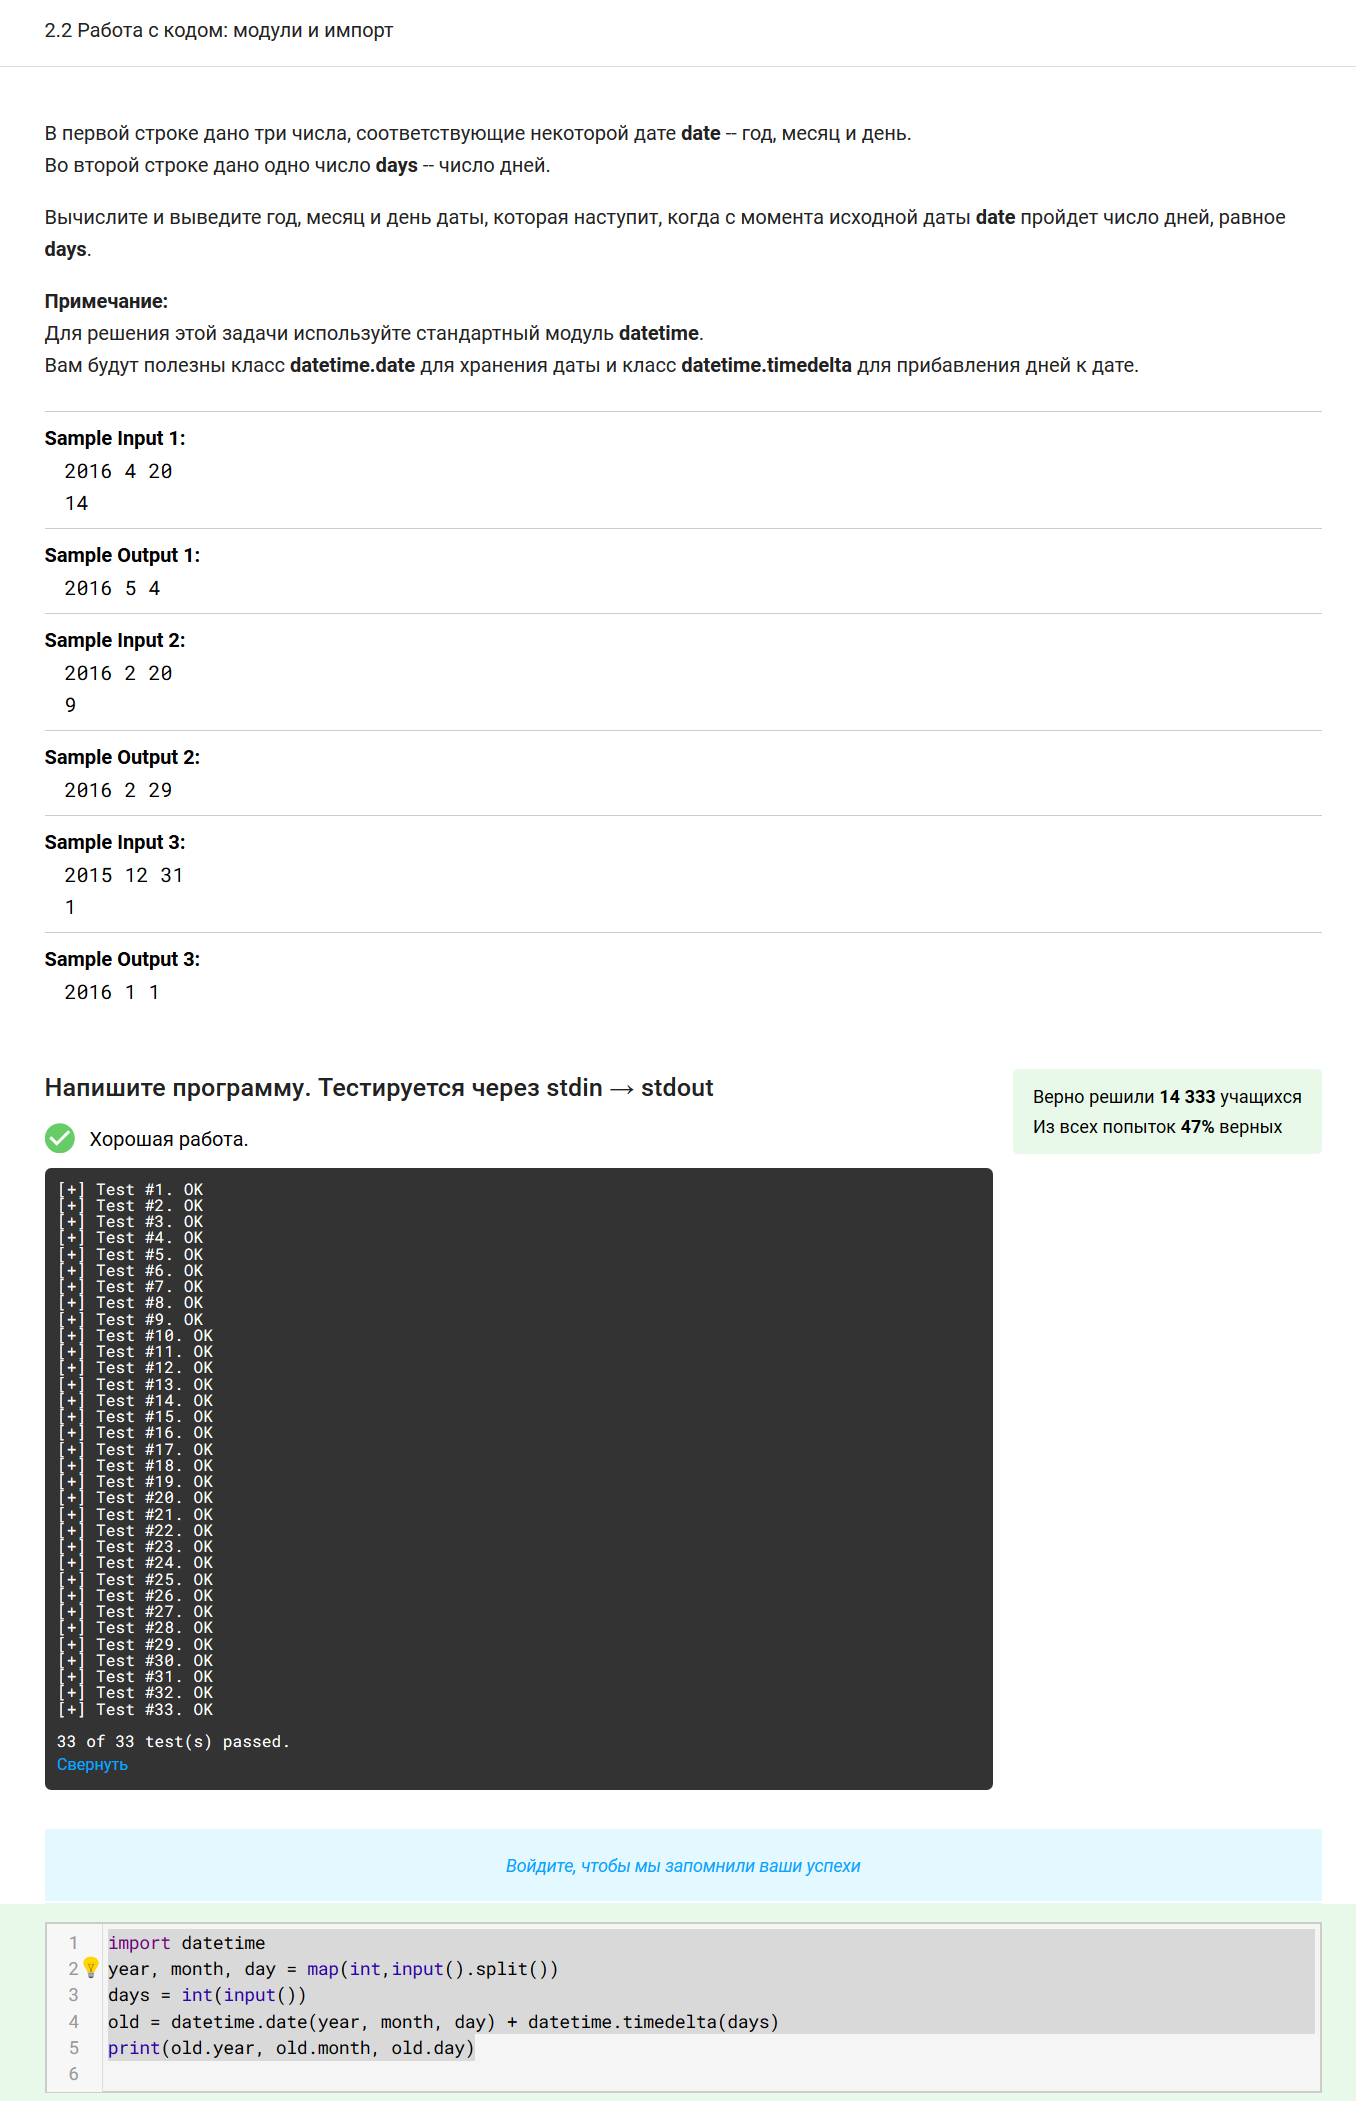 2.2 Работа с кодом: модули и импорт
В первой строке дано три числа, соответствующие некоторой дате date -- год, месяц и день.
Во второй строке дано одно число days -- число дней.
Вычислите и выведите год, месяц и день даты, которая наступит, когда с момента исходной даты date пройдет число дней, равное
days.
Примечание:
Для решения этой задачи используйте стандартный модуль datetime.
Вам будут полезны класс datetime.date для хранения даты и класс datetime.timedelta для прибавления дней к дате.
Sample Input 1:
2016 4 20
14
Sample Output 1:
2016 5 4
Sample Input 2:
2016 2 20
9
Sample Output 2:
2016 2 29
Sample Input 3:
2015 12 31
1
Sample Output 3:
2016 1 1
Напишите программу. Тестируется через stdin → stdout
Верно решили 14 333 учащихся
Из всех попыток 47% верных
Хорошая работа.
[+] Test #1. OK
[+] Test #2. OK
[+] Test #3. OK
[+] Test #4. OK
[+] Test #5. OK
[+] Test #6. OK
[+] Test #7. OK
[+] Test #8. OK
[+] Test #9. OK
[+] Test #10. OK
[+] Test #11. OK
[+] Test #12. OK
[+] Test #13. OK
[+] Test #14. OK
[+] Test #15. OK
[+] Test #16. OK
[+] Test #17. OK
[+] Test #18. OK
[+] Test #19. OK
[+] Test #20. OK
[+] Test #21. OK
[+] Test #22. OK
[+] Test #23. OK
[+] Test #24. OK
[+] Test #25. OK
[+] Test #26. OK
[+] Test #27. OK
[+] Test #28. OK
[+] Test #29. OK
[+] Test #30. OK
[+] Test #31. OK
[+] Test #32. OK
[+] Test #33. OK
33 of 33 test(s) passed.
Свернуть
Войдите, чтобы мы запомнили ваши успехи
1 import datetime
2 year, month, day = map(int,input().split())
3 days = int(input())
4 old = datetime.date(year, month, day) + datetime.timedelta(days)
5 print(old.year, old.month, old.day)
6